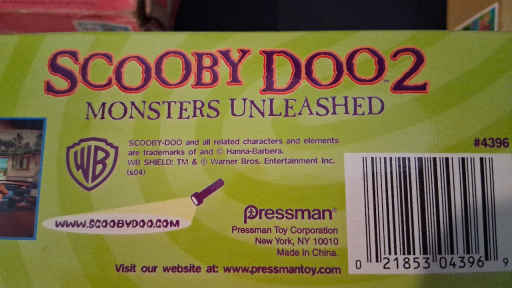 SCOOBY DOO 2
MONSTERS UNLEASHED
SCOOBY-DOO and all related characters and elements
are trademarks of and © Hanna-Barbera.
WB SHIELD: TM & © Warner Bros. Entertainment Inc.
(s04)
#4396
WB
WWW.SCOOBYDOO.COM
Pressman®
Pressman Toy Corporation
New York, NY 10010
Made in China.
Visit our website at: www.pressmantoy.com
0 21853 04396 9